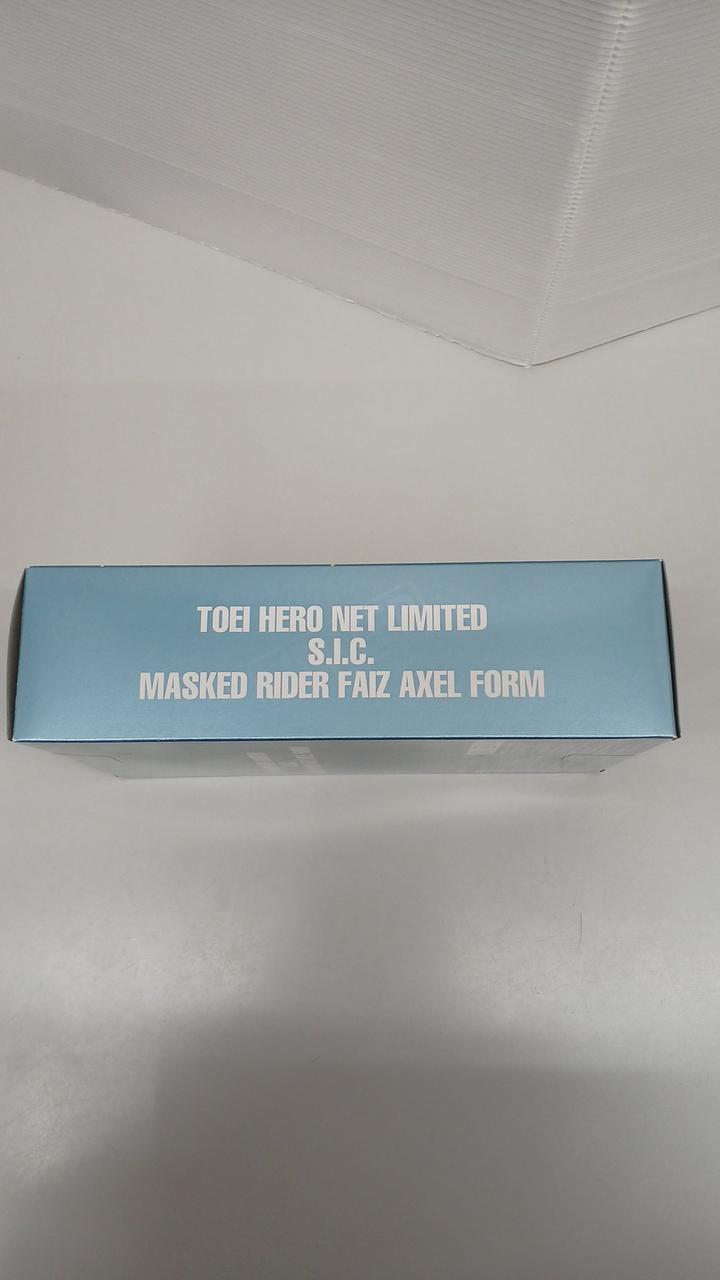 TOEI HERO NET LIMITED
S.I.C.
MASKED RIDER FAIZ AXEL FORM